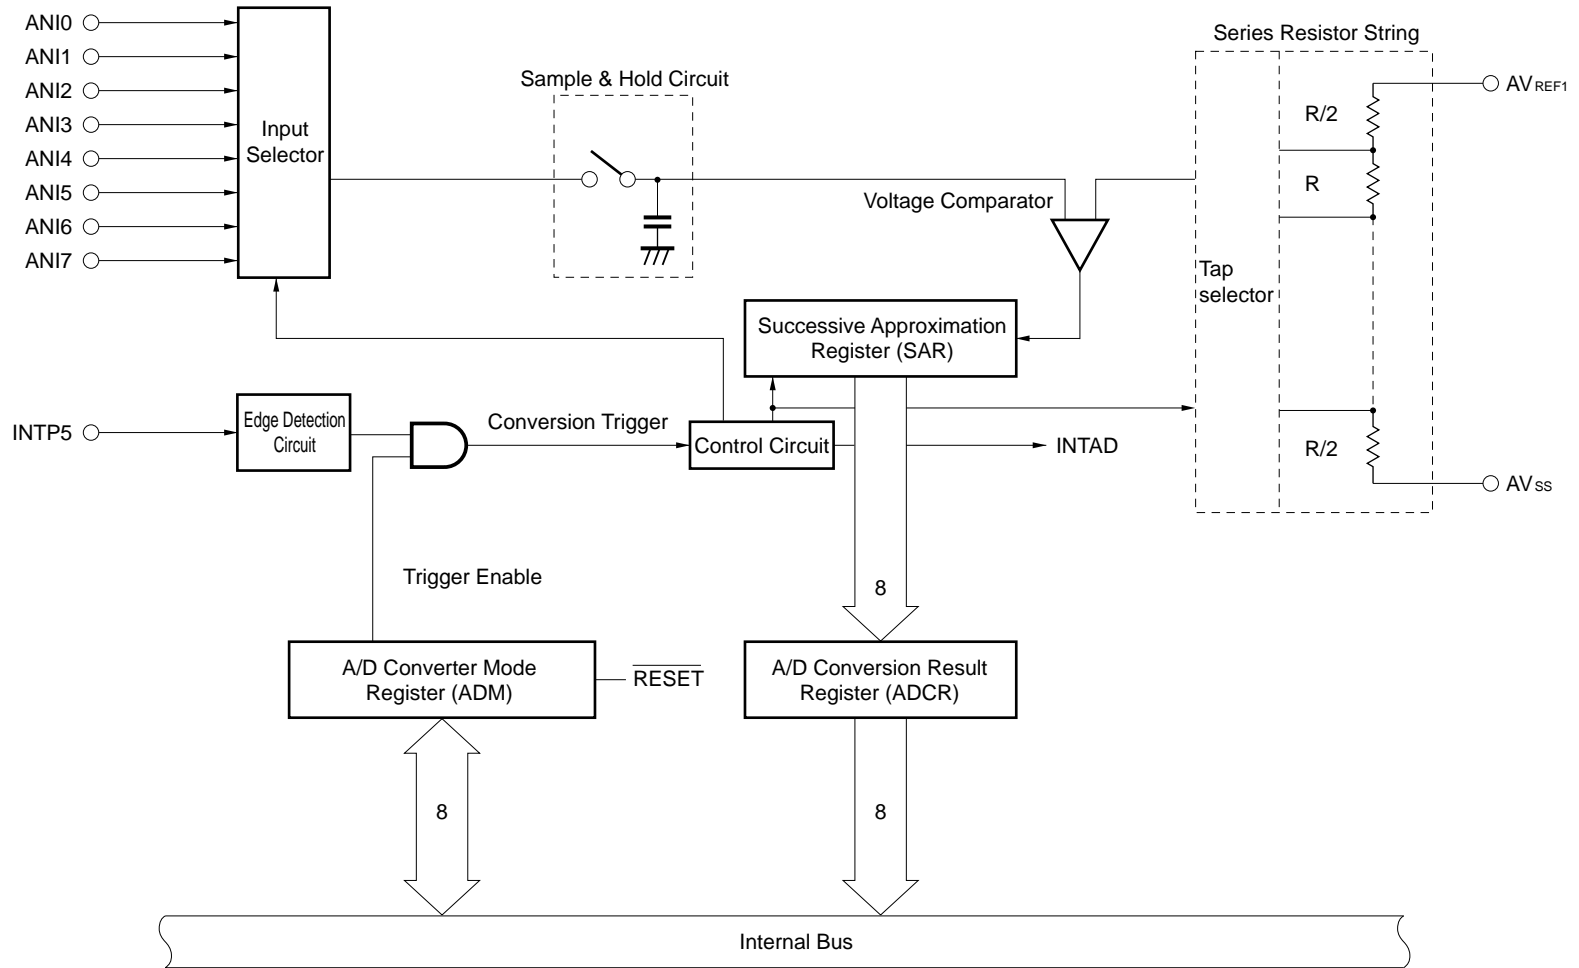 ANI0
ANI1
ANI2
ANI3
ANI4
ANI5
ANI6
ANI7
Input
Selector
Sample & Hold Circuit
Series Resistor String
AVREF1
R/2
R
Voltage Comparator
Tap
selector
Successive Approximation
Register (SAR)
INTP5
Edge Detection
Circuit
Conversion Trigger
Control Circuit
INTAD
R/2
AVSS
Trigger Enable
8
A/D Converter Mode
Register (ADM)
RESET
A/D Conversion Result
Register (ADCR)
8
8
Internal Bus